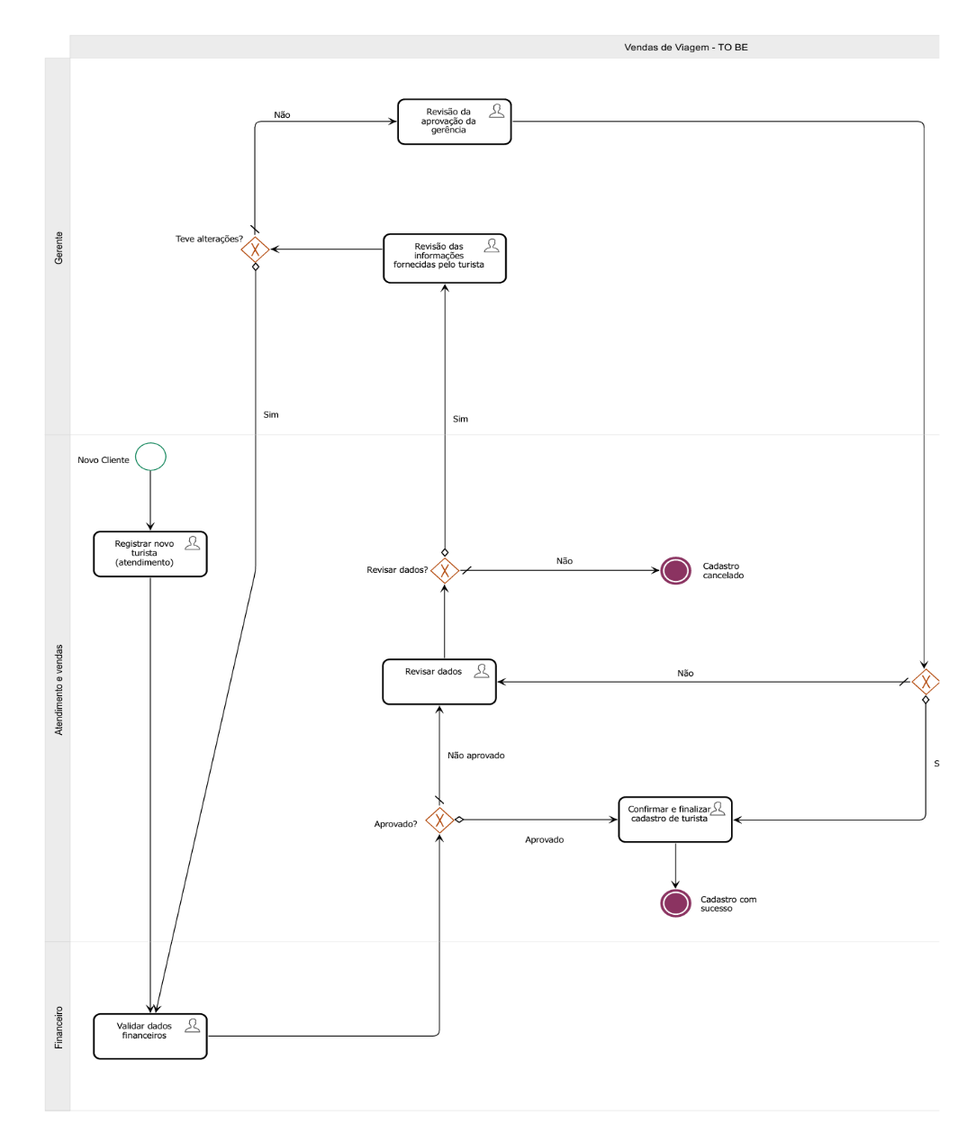 Vendas de Viagem - TO BE
Gerente
Não
Revisão da
aprovação da
gerência
Teve alterações?
Revisão das
informações
fornecidas pelo turista
Sim
Sim
Atendimento e vendas
Novo Cliente
Registrar novo
turista
(atendimento)
Revisar dados?
Não
Cadastro
cancelado
Revisar dados
Não
Não aprovado
S
Aprovado?
Aprovado
Confirmar e finalizar
cadastro de turista
Cadastro com
sucesso
Financeiro
Validar dados
financeiros